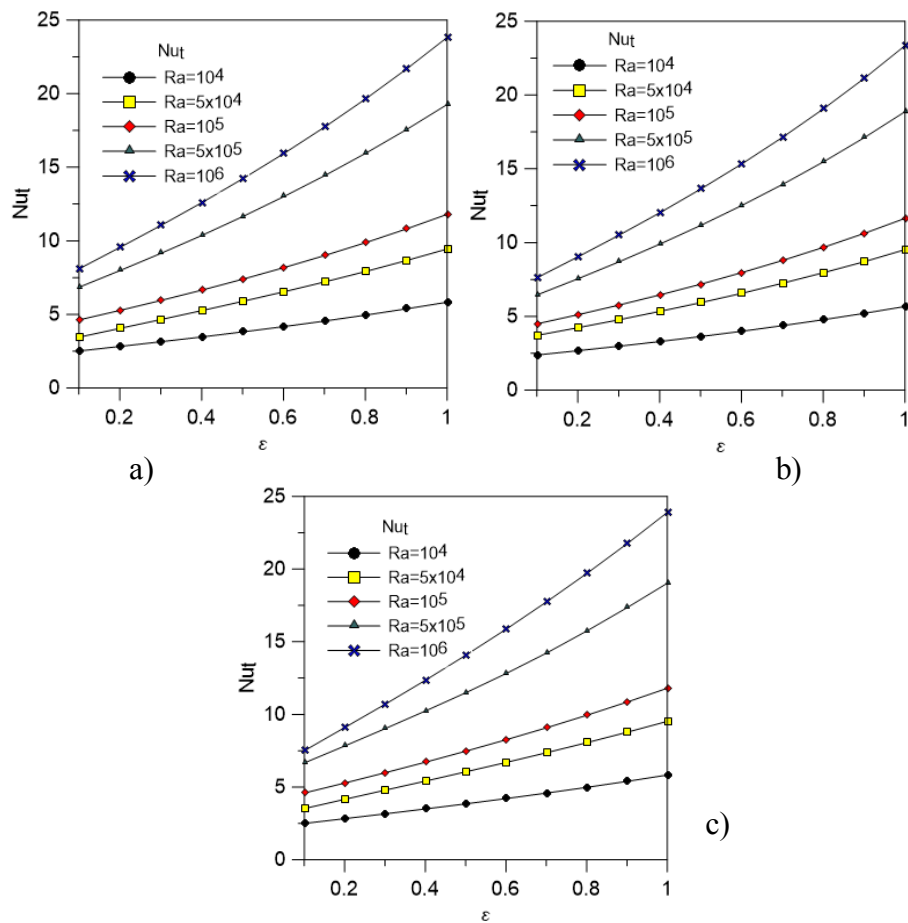 25
20
15
10
5
0
Nut
Nut
Ra=10⁴
Ra=5x10⁴
Ra=10⁵
Ra=5x10⁵
Ra=10⁶
0.2 0.4 0.6 0.8 1
ε
a)
25
20
15
10
5
0
Nut
Nut
Ra=10⁴
Ra=5x10⁴
Ra=10⁵
Ra=5x10⁵
Ra=10⁶
0.2 0.4 0.6 0.8 1
ε
b)
25
20
15
10
5
0
Nut
Nut
Ra=10⁴
Ra=5x10⁴
Ra=10⁵
Ra=5x10⁵
Ra=10⁶
0.2 0.4 0.6 0.8 1
ε
c)